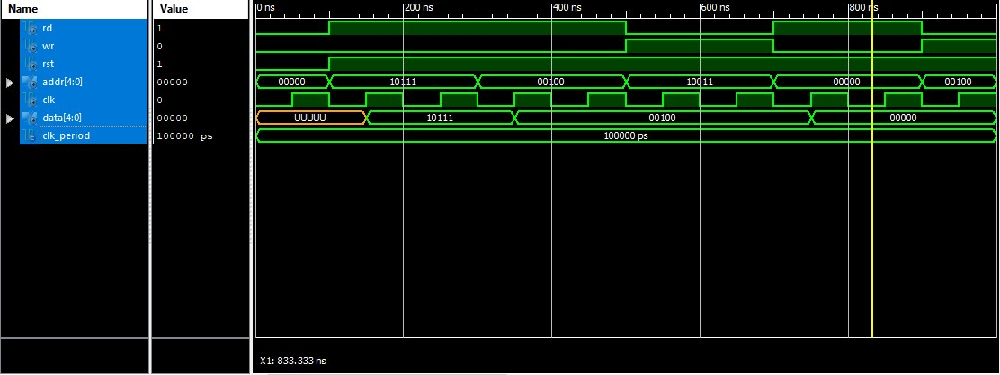 Name Value 0 ns 200 ns 400 ns 600 ns 800 ns
rd 1
wr 0
rst 1
addr[4:0] 00000 00000 10111 00100 10011 00000 00100
clk 0
data[4:0] 00000 UUUUU 10111 00100 00000
clk_period 100000 ps 100000 ps
X1: 833.333 ns